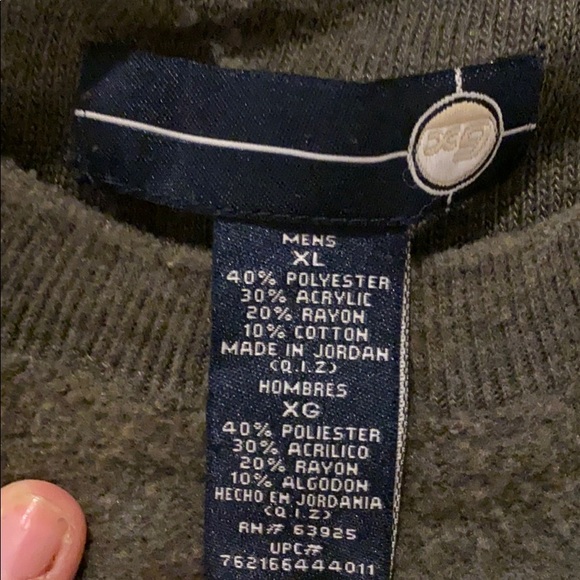 MENS
XL
40% POLYESTER
30% ACRYLIC
20% RAYON
10% COTTON
MADE IN JORDAN
(Q.I.Z)
HOMBRES
XG
40% POLIESTER
30% ACRILICO
20% RAYON
10% ALGODON
HECHO EN JORDANIA
(Q.I.Z)
RN# 63925
UPC#
762166444011